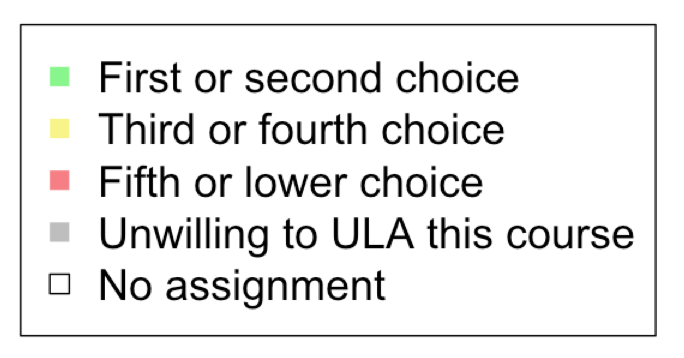 First or second choice
Third or fourth choice
Fifth or lower choice
Unwilling to ULA this course
No assignment